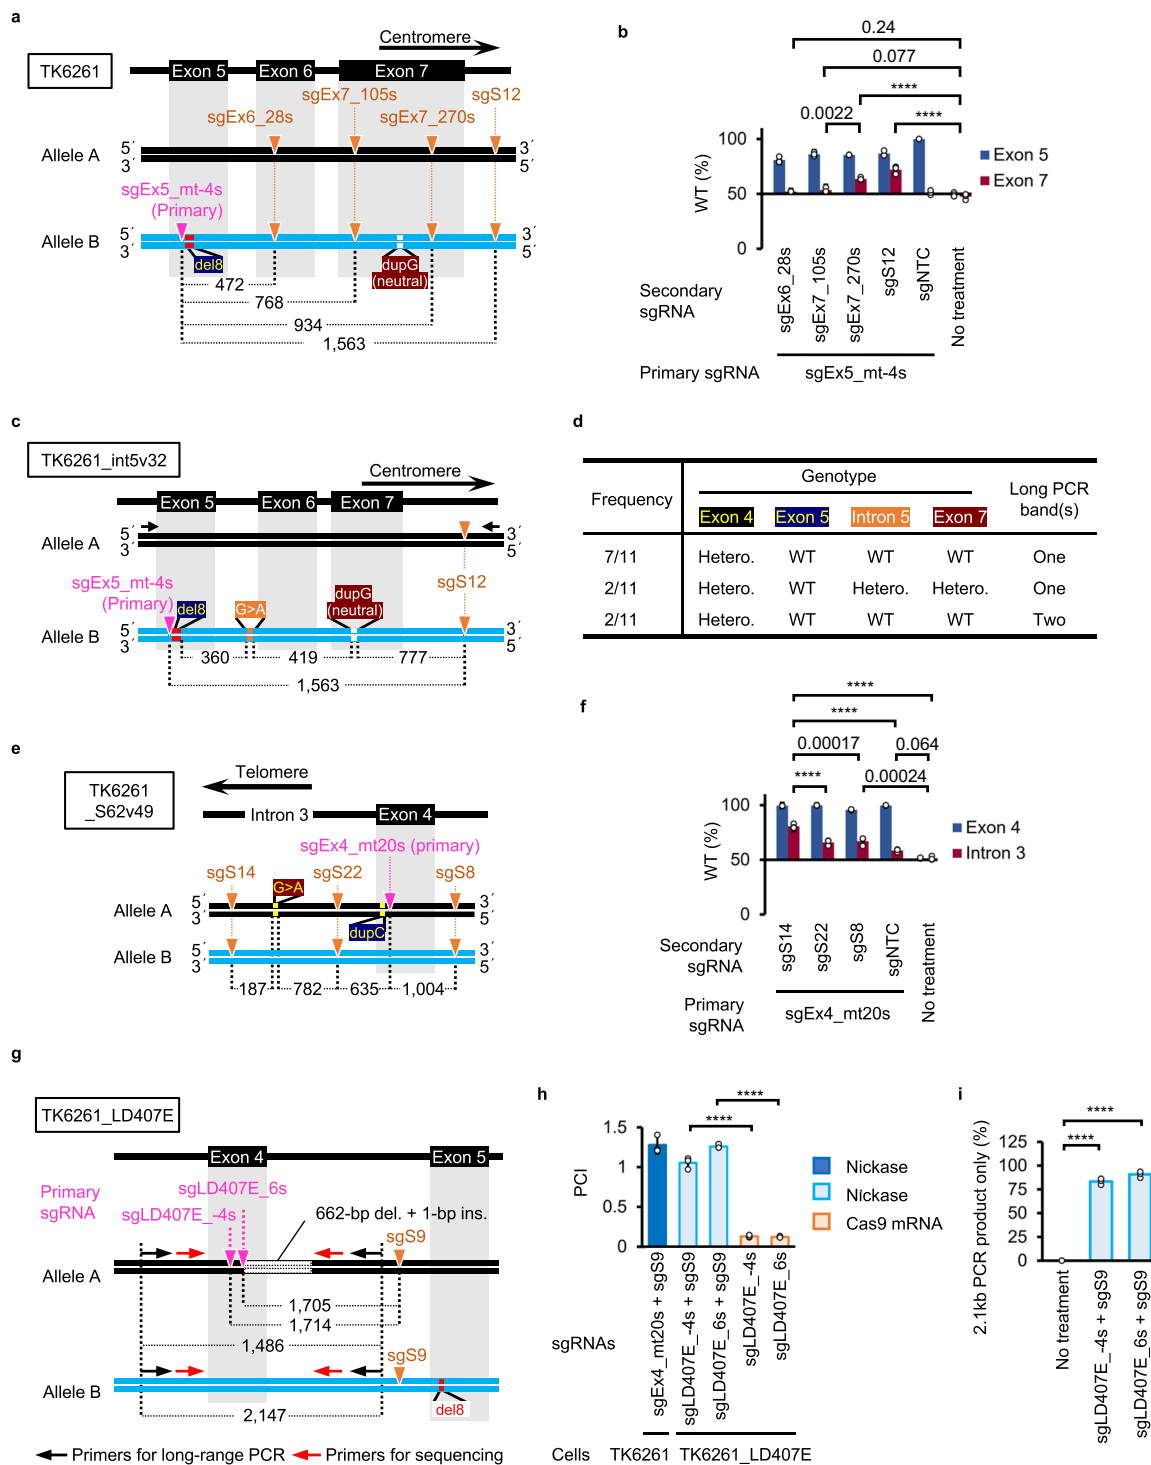 a
TK6261
Centromere
Exon 5
Exon 6
Exon 7
sgEx7_105s
sgS12
sgEx6_28s
sgEx7_270s
Allele A
5´
3´
3´
5´
sgEx5_mt-4s
(Primary)
Allele B
5´
3´
3´
5´
del8
dupG
(neutral)
472
768
934
1,563
b
0.24
0.077
****
0.0022
****
WT (%)
100
50
0
Exon 5
Exon 7
Secondary
sgRNA
sgEx6_28s
sgEx7_105s
sgEx7_270s
sgS12
sgNTC
No treatment
Primary sgRNA
sgEx5_mt-4s
c
TK6261_int5v32
Centromere
Exon 5
Exon 6
Exon 7
Allele A
5´
3´
3´
5´
sgEx5_mt-4s
(Primary)
sgS12
del8
G>A
dupG
(neutral)
Allele B
5´
3´
3´
5´
360
419
777
1,563
d
Frequency
Genotype
Long PCR
band(s)
Exon 4
Exon 5
Intron 5
Exon 7
7/11 Hetero. WT WT WT One
2/11 Hetero. WT Hetero. Hetero. One
2/11 Hetero. WT WT WT Two
e
TK6261
_S62v49
Telomere
Intron 3
Exon 4
sgEx4_mt20s (primary)
sgS14
sgS22
sgS8
G>A
Allele A
5´
3´
3´
5´
dupC
Allele B
5´
3´
3´
5´
187
782
635
1,004
f
****
****
0.00017
0.064
****
0.00024
WT (%)
100
50
0
Exon 4
Intron 3
Secondary
sgRNA
sgS14
sgS22
sgS8
sgNTC
No treatment
Primary
sgRNA
sgEx4_mt20s
g
TK6261_LD407E
Exon 4
Exon 5
Primary
sgRNA
sgLD407E_6s
sgLD407E_-4s
662-bp del. + 1-bp ins.
sgS9
Allele A
5´
3´
3´
5´
1,705
1,714
1,486
sgS9
Allele B
5´
3´
3´
5´
del8
2,147
Primers for long-range PCR
Primers for sequencing
h
****
****
PCI
1.5
1
0.5
0
Nickase
Nickase
Cas9 mRNA
sgRNAs
sgEx4_mt20s + sgS9
sgLD407E_-4s + sgS9
sgLD407E_6s + sgS9
sgLD407E_-4s
sgLD407E_6s
Cells
TK6261
TK6261_LD407E
i
****
****
2.1kb PCR product only (%)
125
100
75
50
25
0
No treatment
sgLD407E_-4s + sgS9
sgLD407E_6s + sgS9